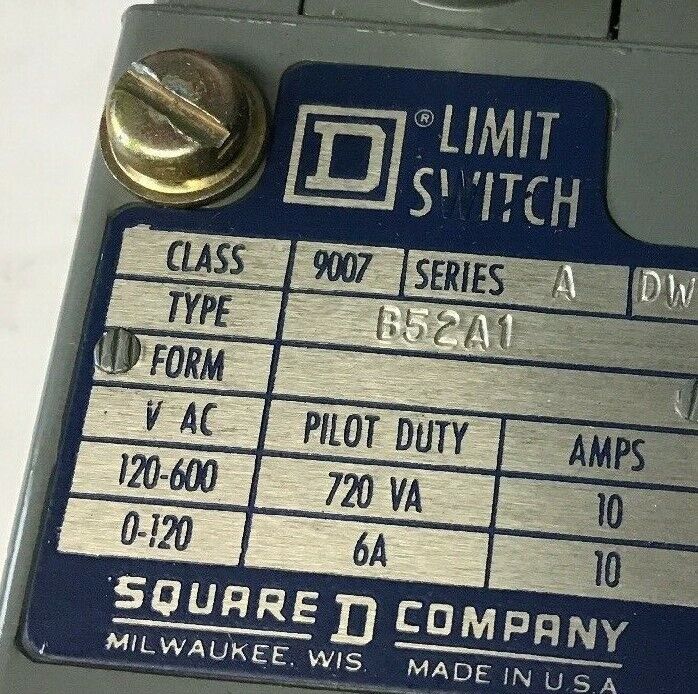 D ® LIMIT
SWITCH
CLASS 9007 SERIES A DW
TYPE B52A1
FORM
V AC PILOT DUTY AMPS
120-600 720 VA 10
0-120 6A 10
SQUARE D COMPANY
MILWAUKEE, WIS. MADE IN U.S.A